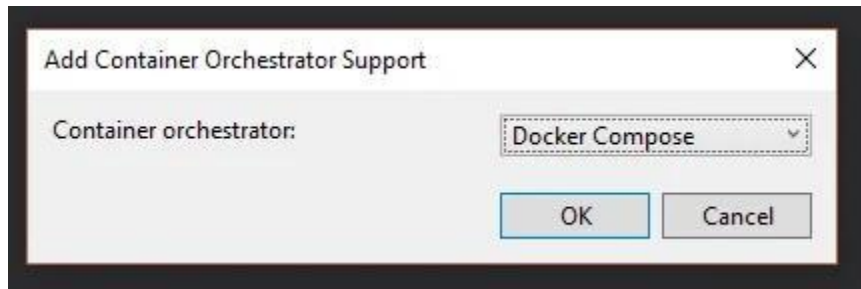 Add Container Orchestrator Support
Container orchestrator:
Docker Compose
OK
Cancel